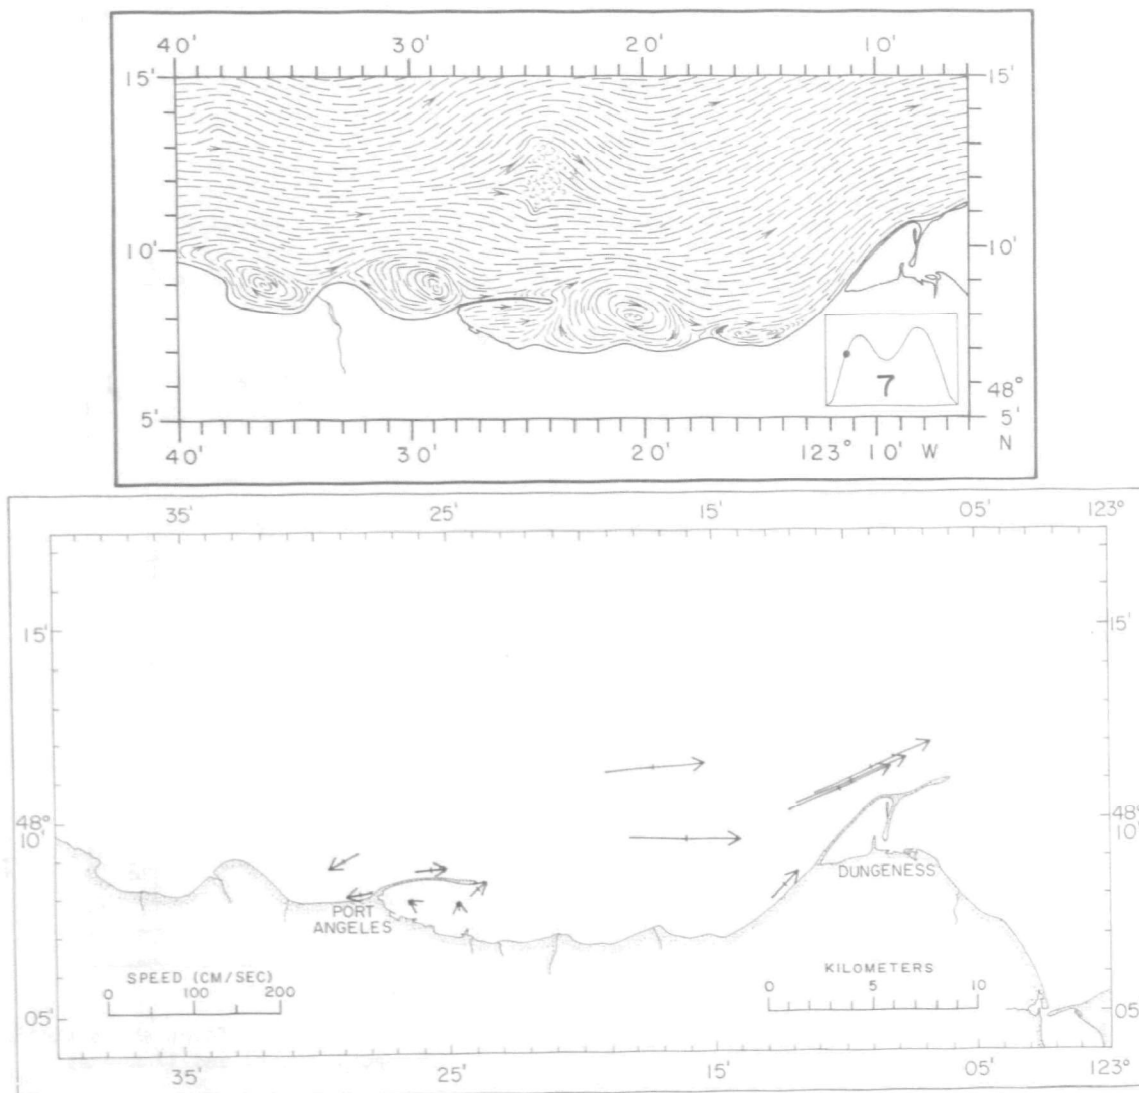 40' 30' 20' 10'
15' 15'
10' 10'
7
48°
5' 5'
N
40' 30' 20' 123° 10' W
35' 25' 15' 05' 123°
15' 15'
48° 48°
10' 10'
DUNGENESS
PORT
ANGELES
SPEED (CM/SEC) KILOMETERS
0 100 200 0 5 10
05' 05'
35' 25' 15' 05' 123°